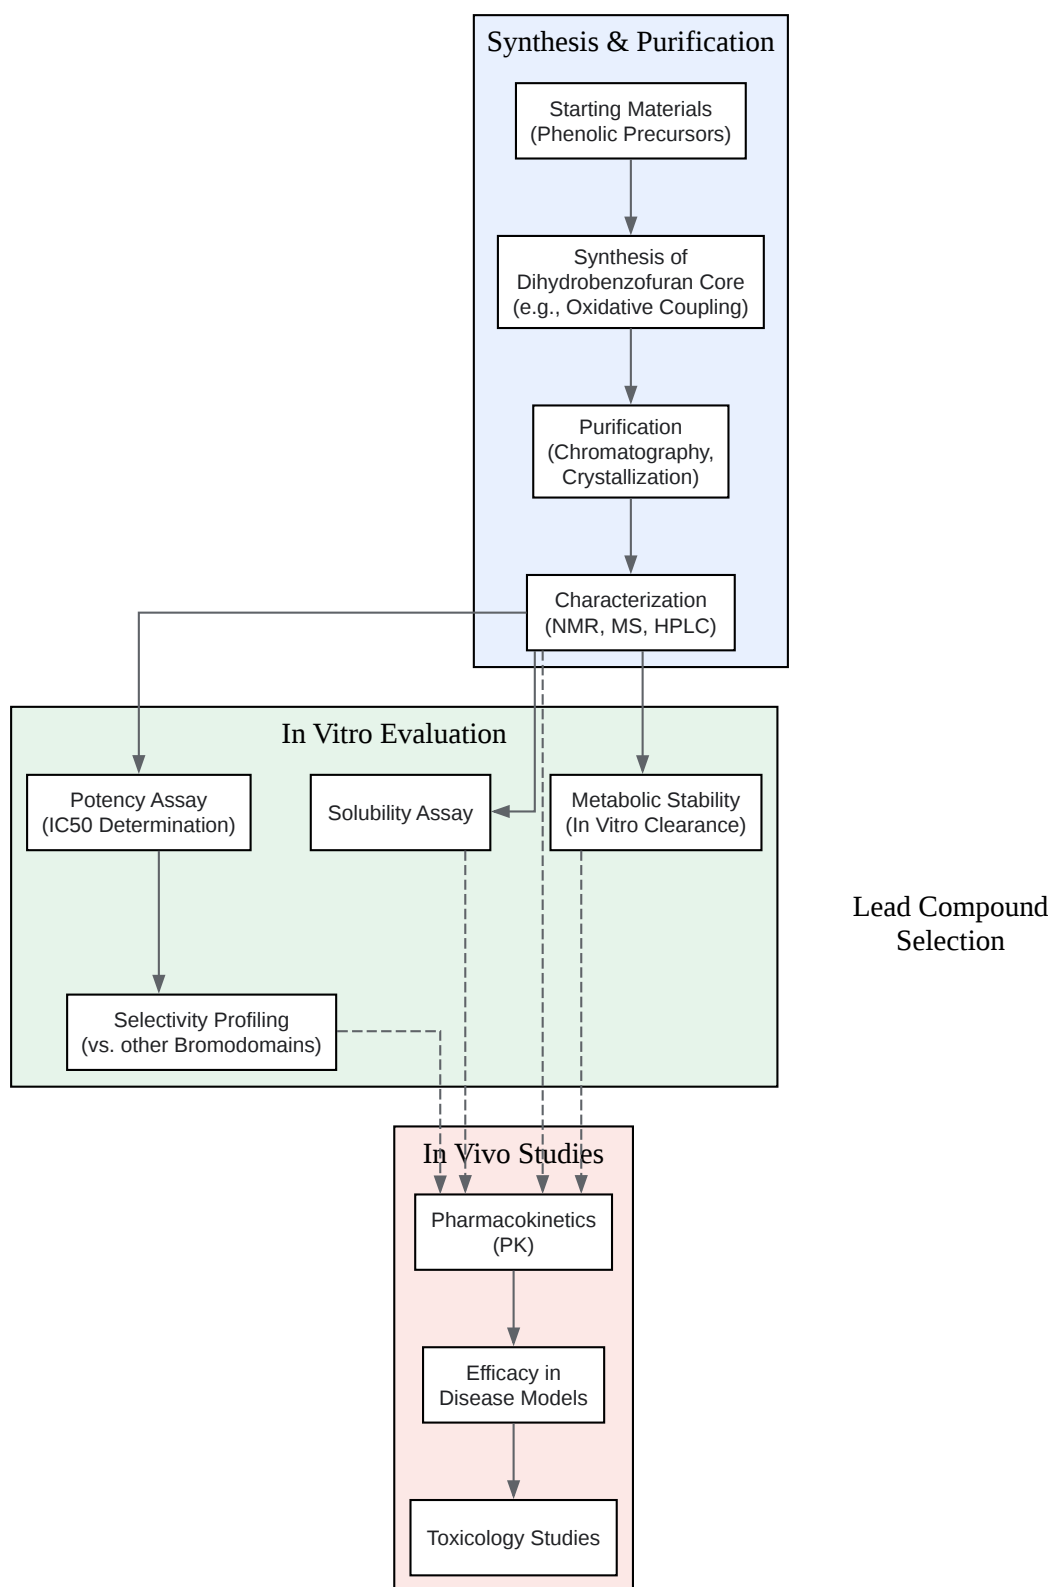 Synthesis & Purification
Starting Materials
(Phenolic Precursors)
Synthesis of
Dihydrobenzofuran Core
(e.g., Oxidative Coupling)
Purification
(Chromatography,
Crystallization)
Characterization
(NMR, MS, HPLC)
In Vitro Evaluation
Potency Assay
(IC50 Determination)
Solubility Assay
Metabolic Stability
(In Vitro Clearance)
Lead Compound
Selection
Selectivity Profiling
(vs. other Bromodomains)
In Vivo Studies
Pharmacokinetics
(PK)
Efficacy in
Disease Models
Toxicology Studies